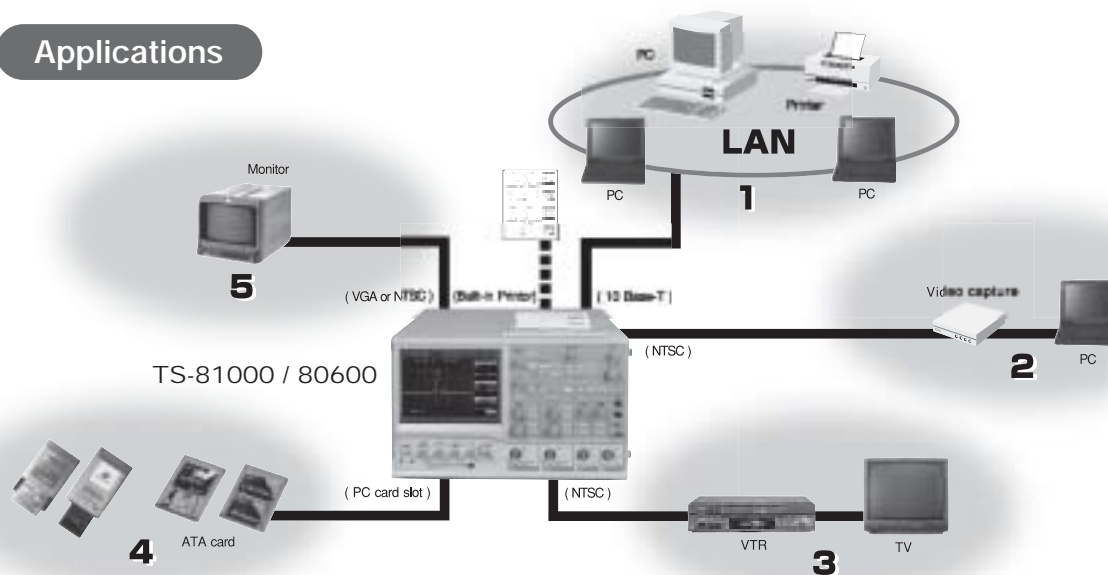 Applications
PC
Printer
LAN
PC
PC
1
Monitor
5
( VGA or NTSC )
(Built-in Printer)
( 10 Base-T )
Video capture
( NTSC )
2
PC
TS-81000 / 80600
( PC card slot )
( NTSC )
4
ATA card
VTR
TV
3